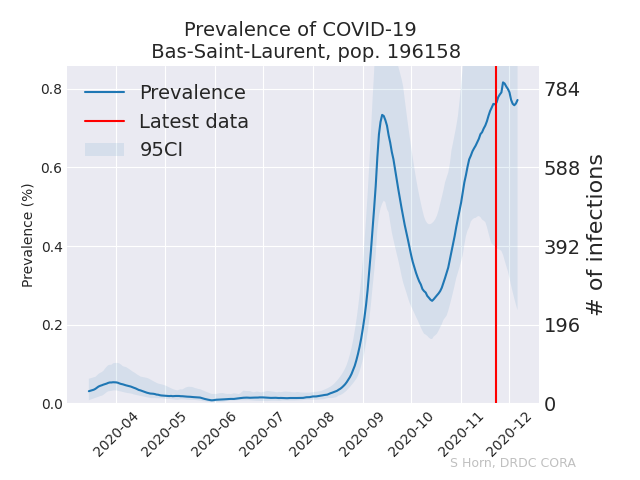 Prevalence of COVID-19
Bas-Saint-Laurent, pop. 196158
Prevalence
Latest data
95CI
Prevalence (%)
0.8
0.6
0.4
0.2
0.0
784
588
392
196
0
# of infections
2020-04
2020-05
2020-06
2020-07
2020-08
2020-09
2020-10
2020-11
2020-12
S Horn, DRDC CORA